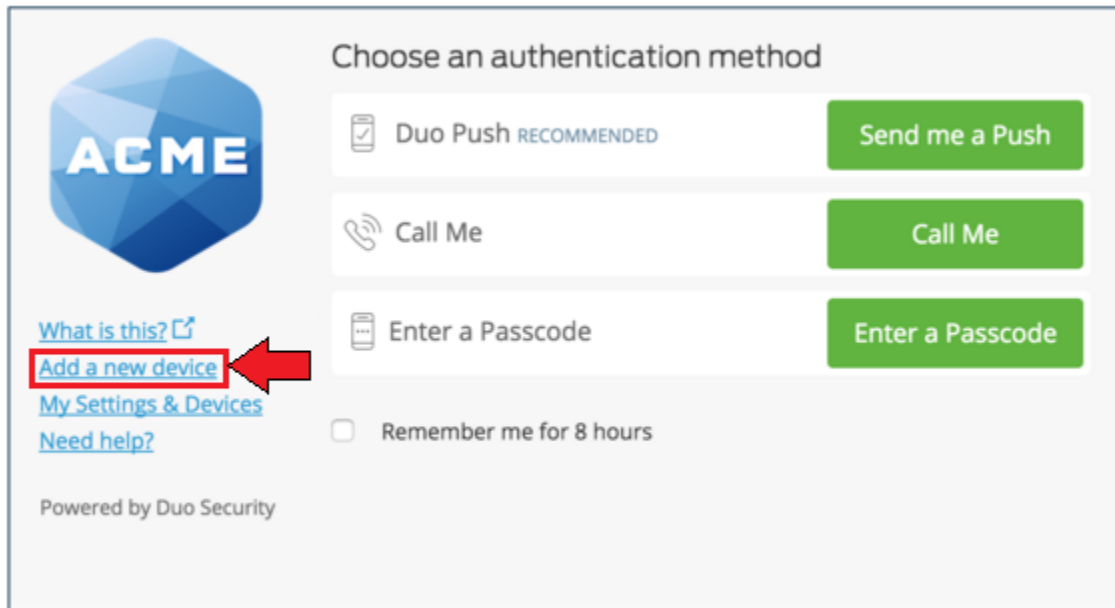 ACME
What is this?
Add a new device
My Settings & Devices
Need help?
Powered by Duo Security
Choose an authentication method
Duo Push RECOMMENDED
Send me a Push
Call Me
Call Me
Enter a Passcode
Enter a Passcode
Remember me for 8 hours